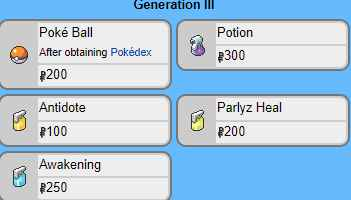 Generation III
Poké Ball
After obtaining Pokédex
₽200
Potion
₽300
Antidote
₽100
Parlyz Heal
₽200
Awakening
₽250